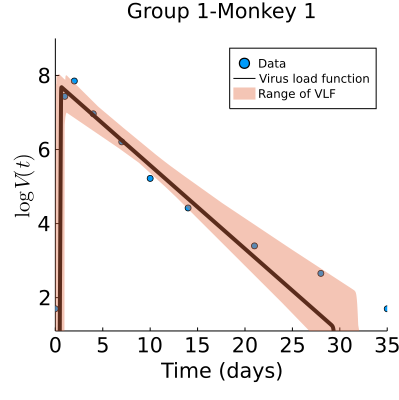 Group 1-Monkey 1
Data
Virus load function
Range of VLF
log V(t)
8
6
4
2
0 5 10 15 20 25 30 35
Time (days)